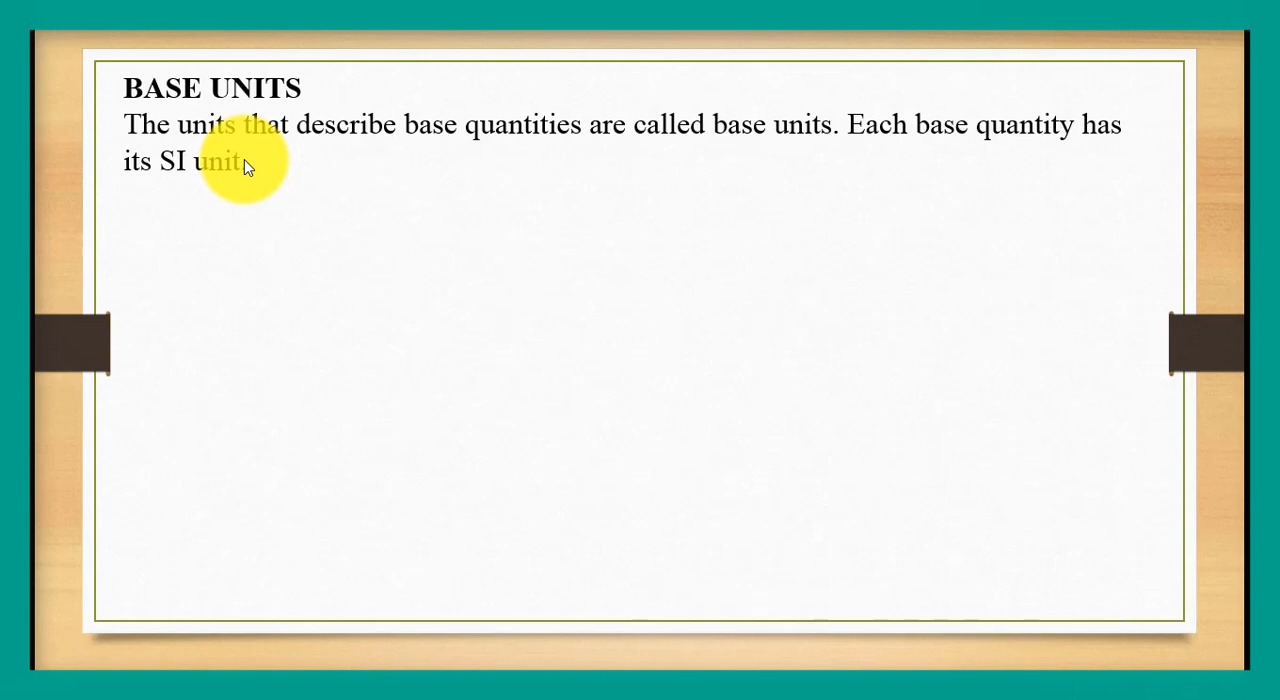 BASE UNITS
The units that describe base quantities are called base units. Each base quantity has
its SI unit.